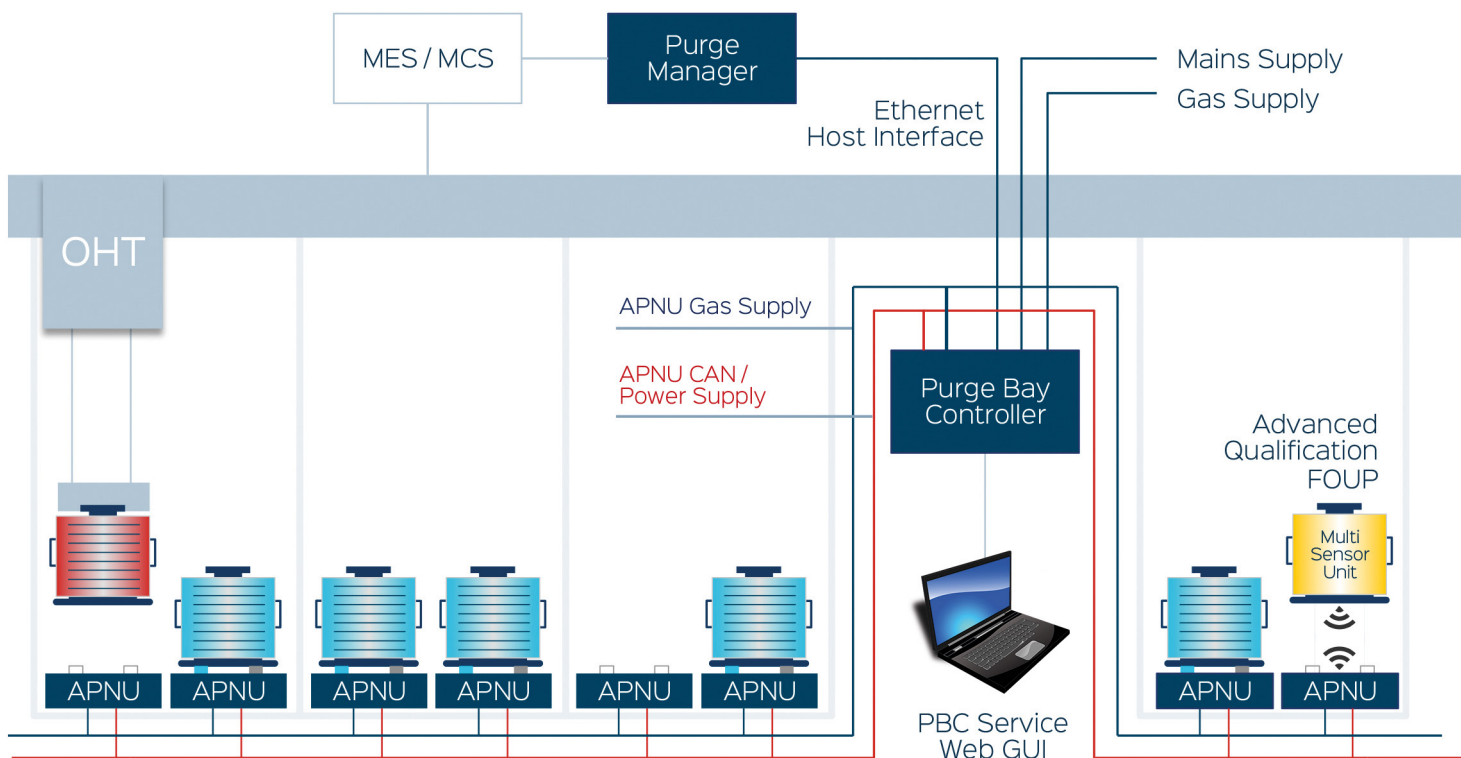 MES / MCS
Purge
Manager
Mains Supply
Gas Supply
Ethernet
Host Interface
OHT
APNU Gas Supply
APNU CAN /
Power Supply
Purge Bay
Controller
Advanced
Qualification
FOUP
Multi
Sensor
Unit
APNU
APNU
APNU
APNU
APNU
APNU
APNU
APNU
PBC Service
Web GUI